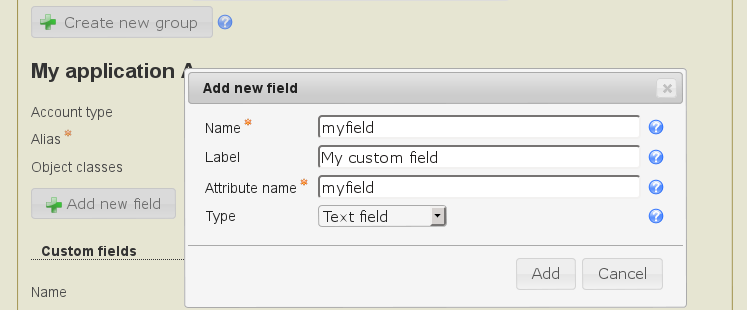 Create new group
My application A
Add new field
Name *
myfield
Label
My custom field
Attribute name *
myfield
Type
Text field
Add
Cancel
Account type
Alias *
Object classes
Add new field
Custom fields
Name